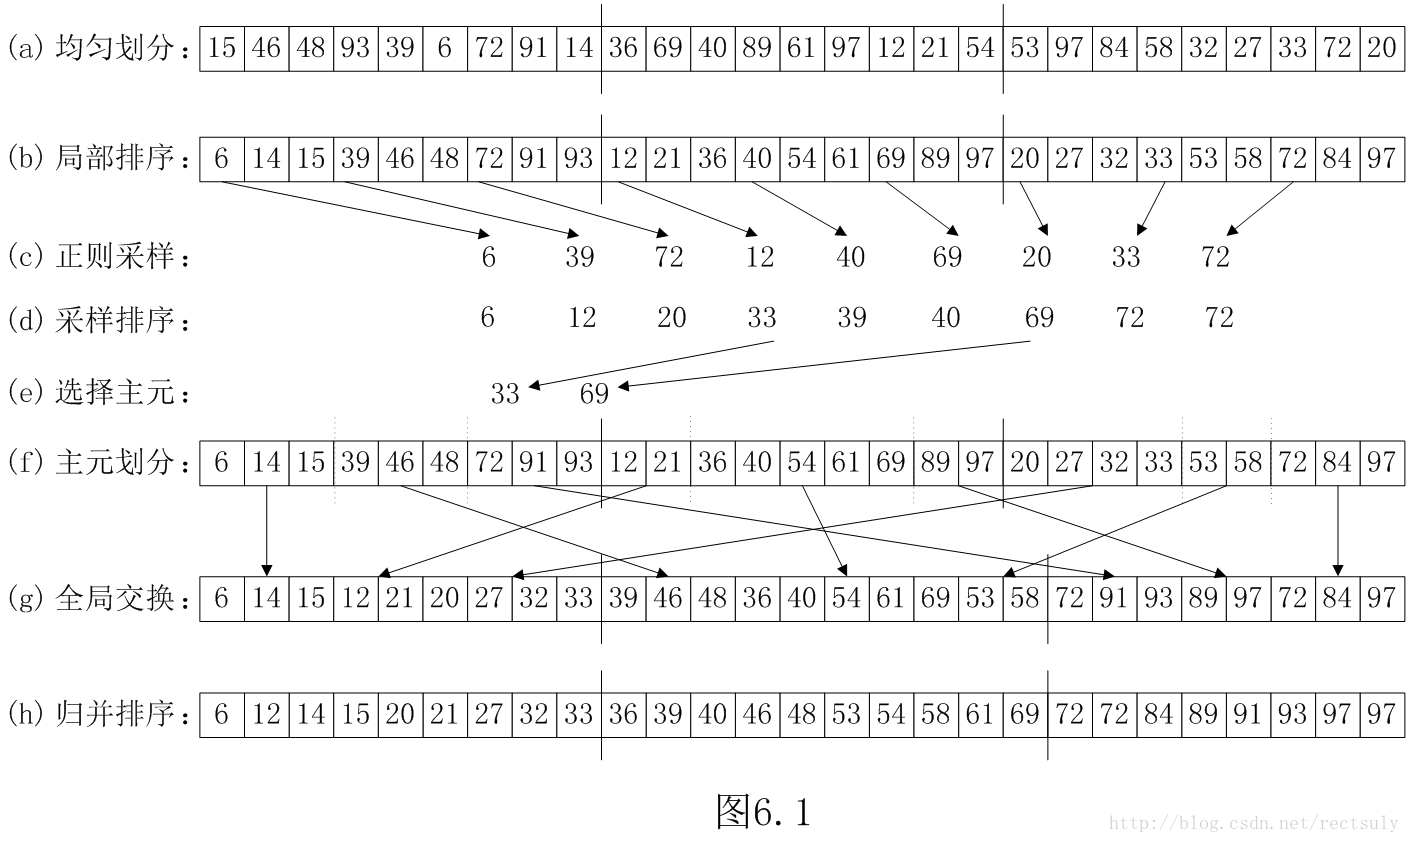 (a) 均匀划分: 15 46 48 93 39 6 72 91 14 36 69 40 89 61 97 12 21 54 53 97 84 58 32 27 33 72 20
(b) 局部排序: 6 14 15 39 46 48 72 91 93 12 21 36 40 54 61 69 89 97 20 27 32 33 53 58 72 84 97
(c) 正则采样: 6 39 72 12 40 69 20 33 72
(d) 采样排序: 6 12 20 33 39 40 69 72 72
(e) 选择主元: 33 69
(f) 主元划分: 6 14 15 39 46 48 72 91 93 12 21 36 40 54 61 69 89 97 20 27 32 33 53 58 72 84 97
(g) 全局交换: 6 14 15 12 21 20 27 32 33 39 46 48 36 40 54 61 69 53 58 72 91 93 89 97 72 84 97
(h) 归并排序: 6 12 14 15 20 21 27 32 33 36 39 40 46 48 53 54 58 61 69 72 72 84 89 91 93 97 97
图6.1
http://blog.csdn.net/rectsuly